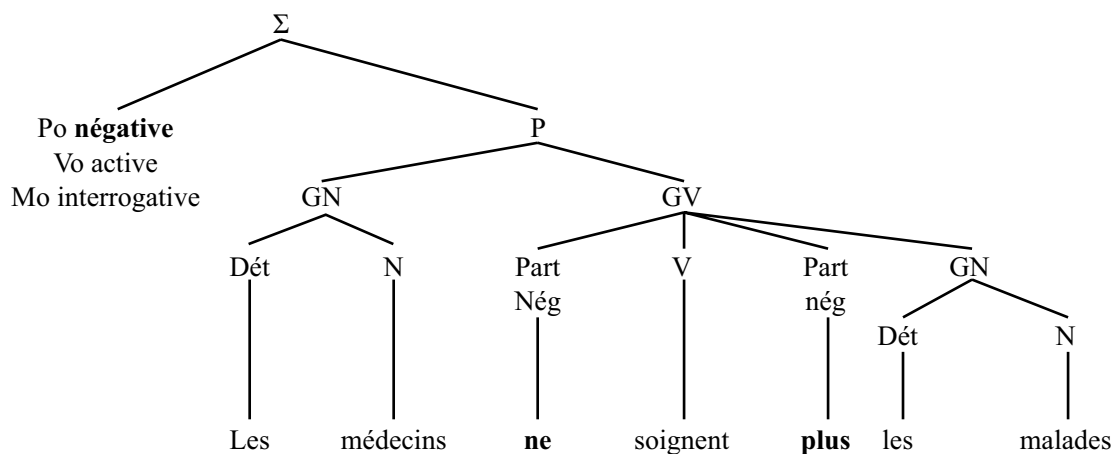 Σ
Po négative
Vo active
Mo interrogative
P
GN GV
Dét N Part V Part GN
Nég nég
Dét N
Les médecins ne soignent plus les malades